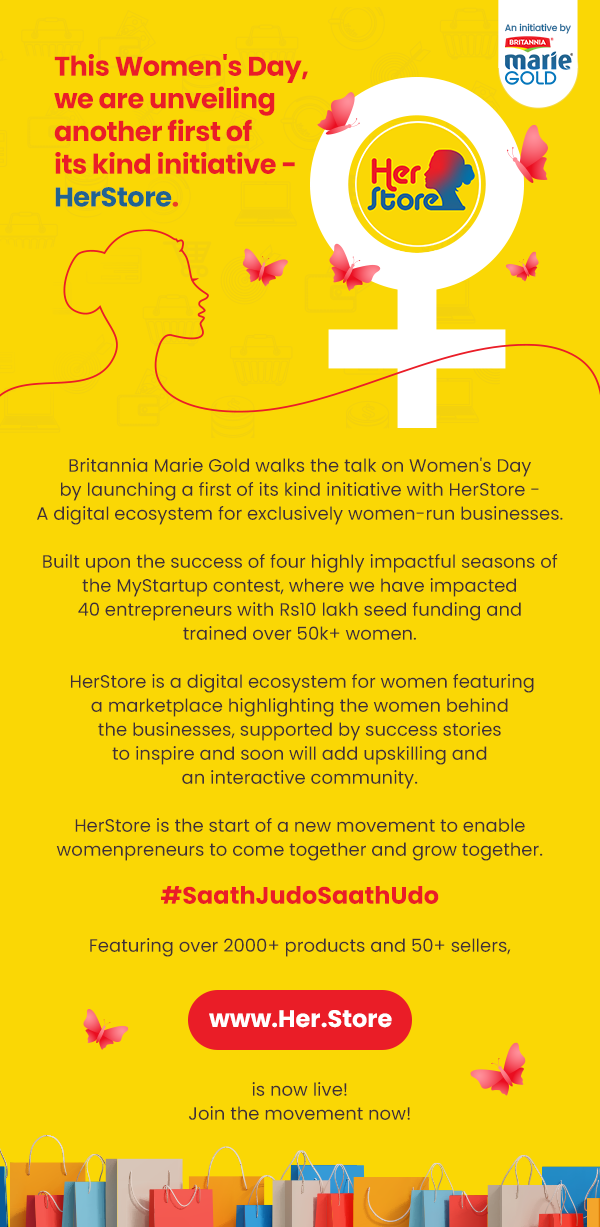 An initiative by
BRITANNIA
marie
GOLD
This Women's Day,
we are unveiling
another first of
its kind initiative -
HerStore.
Her
Store
Britannia Marie Gold walks the talk on Women's Day
by launching a first of its kind initiative with HerStore -
A digital ecosystem for exclusively women-run businesses.
Built upon the success of four highly impactful seasons of
the MyStartup contest, where we have impacted
40 entrepreneurs with Rs10 lakh seed funding and
trained over 50k+ women.
HerStore is a digital ecosystem for women featuring
a marketplace highlighting the women behind
the businesses, supported by success stories
to inspire and soon will add upskilling and
an interactive community.
HerStore is the start of a new movement to enable
womenpreneurs to come together and grow together.
#SaathJudoSaathUdo
Featuring over 2000+ products and 50+ sellers,
www.Her.Store
is now live!
Join the movement now!